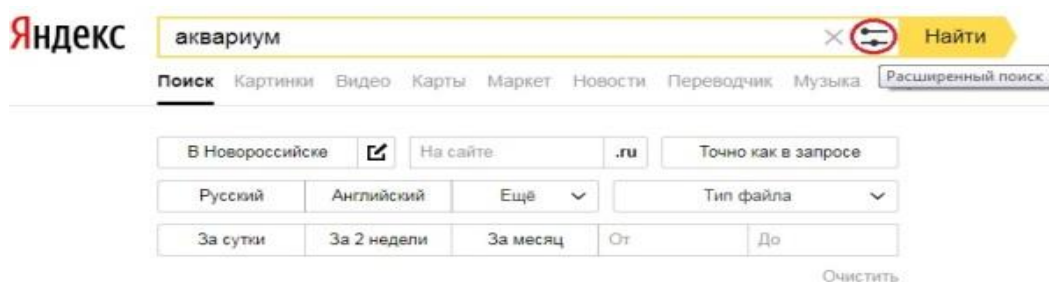 Яндекс аквариум Найти
Поиск Картинки Видео Карты Маркет Новости Переводчик Музыка Расширенный поиск
В Новороссийске На сайте .ru Точно как в запросе
Русский Английский Ещё Тип файла
За сутки За 2 недели За месяц От До
Очистить